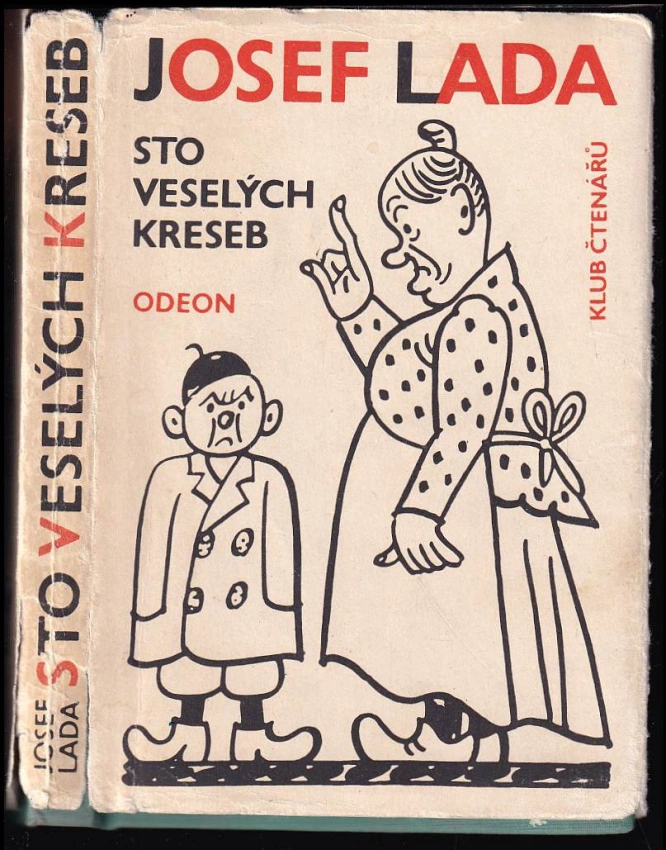 JOSEF LADA
STO
VESELÝCH
KRESEB
ODEON
KLUB ČTENÁŘŮ
JOSEF
LADA
STO VESELÝCH KRESEB